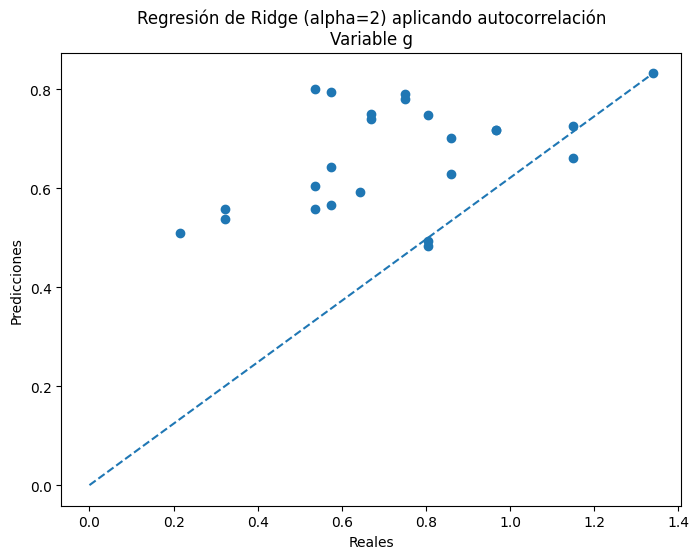 Regresión de Ridge (alpha=2) aplicando autocorrelación
Variable g
0.8
0.6
0.4
0.2
0.0
Predicciones
0.0 0.2 0.4 0.6 0.8 1.0 1.2 1.4
Reales